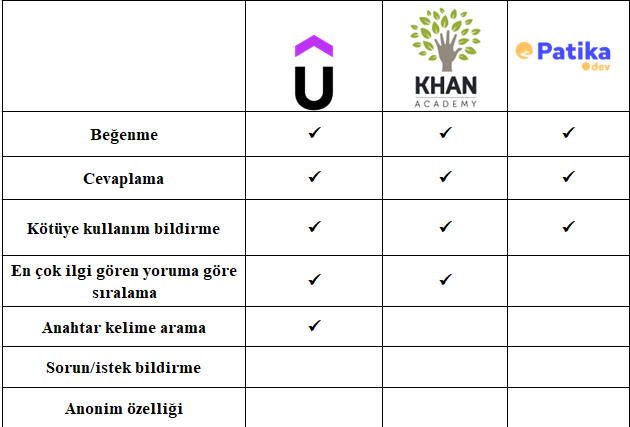 KHAN
ACADEMY
Patika
dev
Beğenme ✓ ✓ ✓
Cevaplama ✓ ✓ ✓
Kötüye kullanım bildirme ✓ ✓ ✓
En çok ilgi gören yoruma göre
sıralama ✓ ✓
Anahtar kelime arama ✓
Sorun/istek bildirme
Anonim özelliği